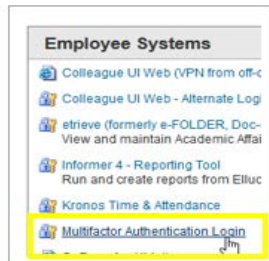 Employee Systems
Colleague UI Web (VPN from off-c
Colleague UI Web - Alternate Logi
etrieve (formerly e-FOLDER, Doc-
View and maintain Academic Affai
Informer 4 - Reporting Tool
Run and create reports from Elluc
Kronos Time & Attendance
Multifactor Authentication Login